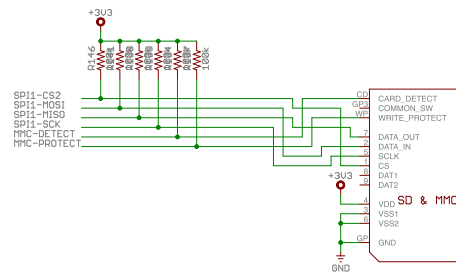 +3V3
R146
100k
SPI1-CS2
SPI1-MOSI
SPI1-MISO
SPI1-SCK
MMC-DETECT
MMC-PROTECT
CD CARD_DETECT
GP3 COMMON_SW
WP WRITE_PROTECT
7 DATA_OUT
2 DATA_IN
5 SCLK
1 CS
8 DAT1
9 DAT2
+3V3
SD & MMC
4 VDD
3 VSS1
6 VSS2
GP GND
GND